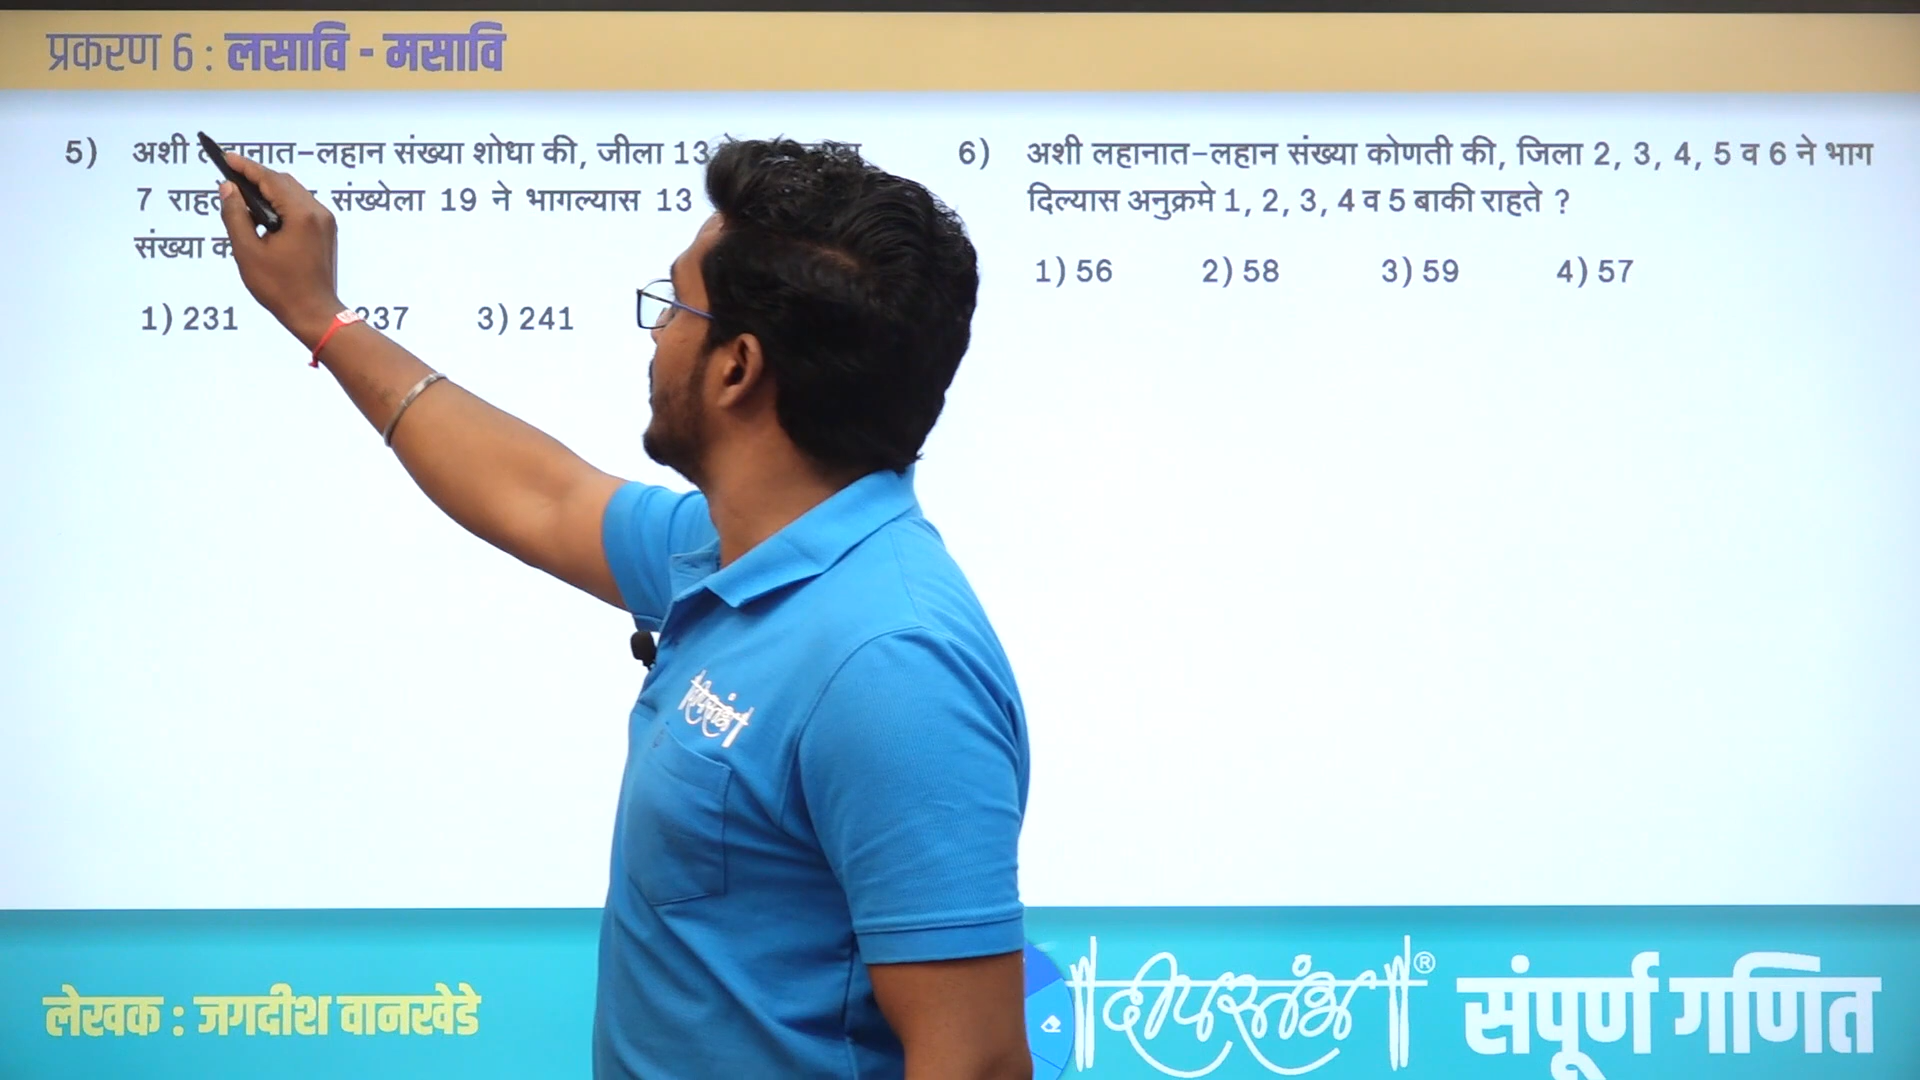 प्रकरण 6 : लसावि - मसावि
5) अशी लहानात-लहान संख्या शोधा की, जीला 13
7 संख्येला 19 ने भागल्यास 13
संख्या
1) 231 237 3) 241
6) अशी लहानात-लहान संख्या कोणती की, जिला 2, 3, 4, 5 व 6 ने भाग
दिल्यास अनुक्रमे 1, 2, 3, 4 व 5 बाकी राहते ?
1) 56 2) 58 3) 59 4) 57
दीपस्तंभ
लेखक : जगदीश वानखेडे
दीपस्तंभ ®
संपूर्ण गणित